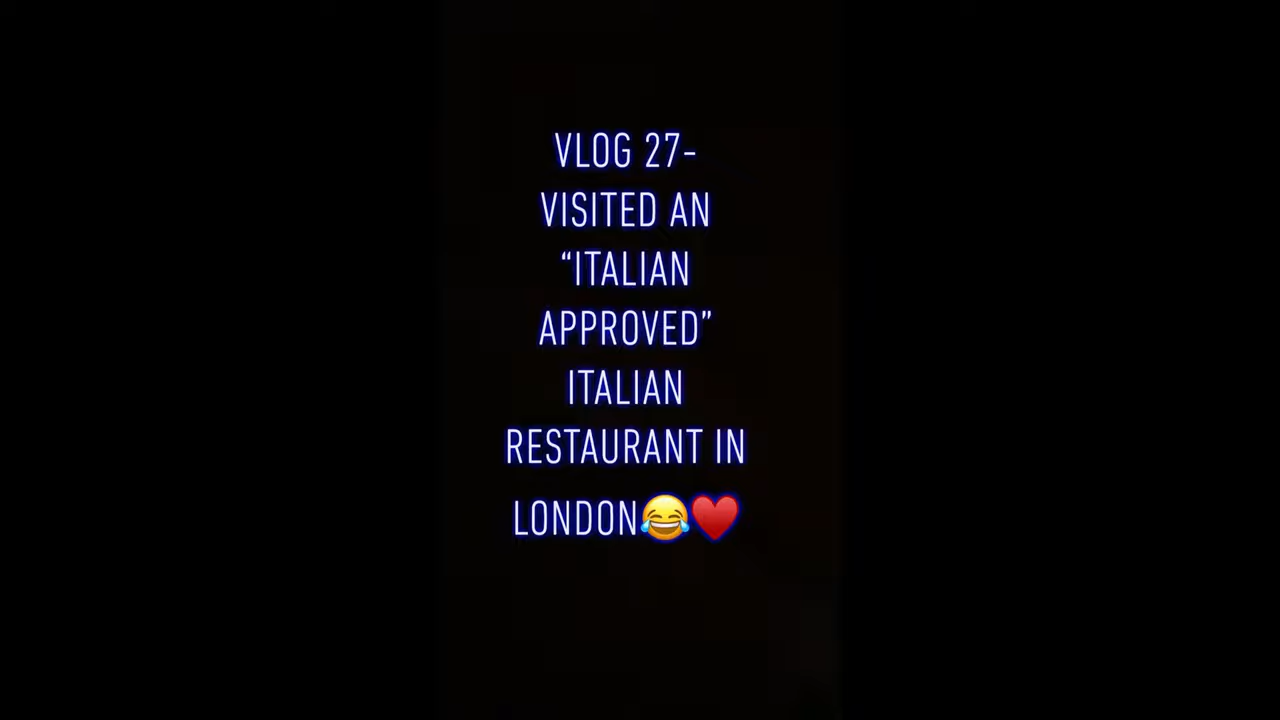 VLOG 27-
VISITED AN
“ITALIAN
APPROVED”
ITALIAN
RESTAURANT IN
LONDON😂♥️